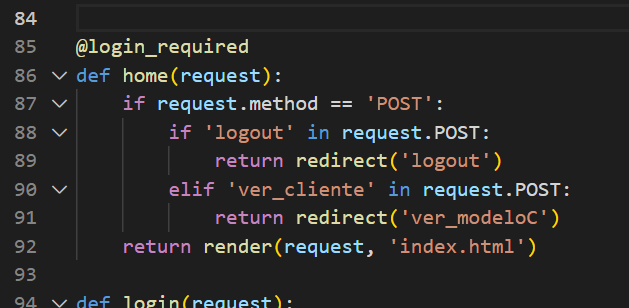 84
85 @login_required
86 def home(request):
87     if request.method == 'POST':
88         if 'logout' in request.POST:
89             return redirect('logout')
90         elif 'ver_cliente' in request.POST:
91             return redirect('ver_modeloC')
92     return render(request, 'index.html')
93
94 def login(request):